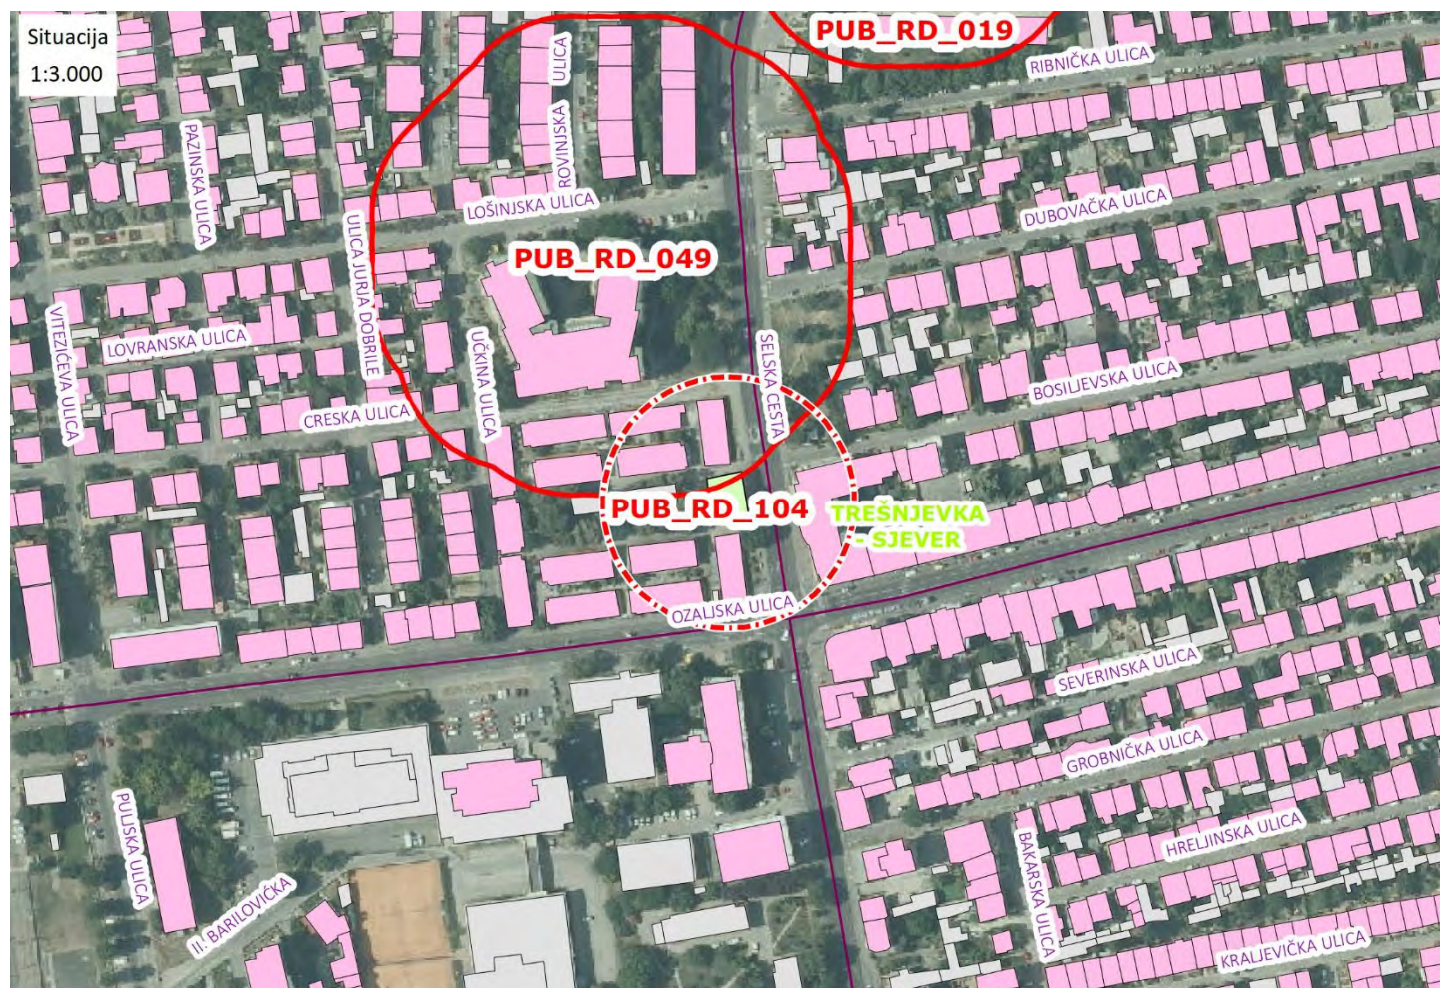 Situacija
1:3.000
PUB_RD_019
RIBNIČKA ULICA
ROVINJSKA ULICA
PAZINSKA ULICA
LOŠINJSKA ULICA
DUBOVAČKA ULICA
ULICA JURJA DOBRILE
PUB_RD_049
VITEZIĆEVA ULICA
LOVRANSKA ULICA
UČKINA ULICA
SELSKA CESTA
BOSILJEVSKA ULICA
CRESKA ULICA
PUB_RD_104
TREŠNJEVKA
- SJEVER
OZALJSKA ULICA
SEVERINSKA ULICA
GROBNIČKA ULICA
PULJSKA ULICA
HRELJINSKA ULICA
BAKARSKA ULICA
II. BARILOVIČKA
KRALJEVIČKA ULICA